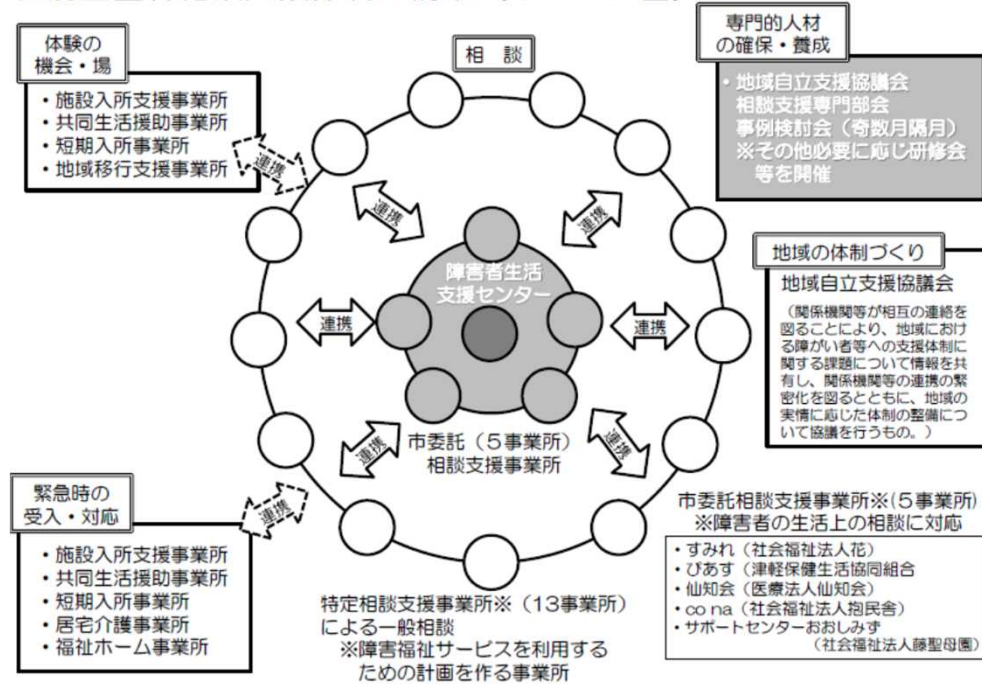 体験の
機会・場
・施設入所支援事業所
・共同生活援助事業所
・短期入所事業所
・地域移行支援事業所
相 談
専門的人材
の確保・養成
・地域自立支援協議会
相談支援専門部会
事例検討会（奇数月隔月）
※その他必要に応じ研修会
等を開催
連携
連携
連携
障害者生活
支援センター
連携
連携
地域の体制づくり
地域自立支援協議会
（関係機関等が相互の連絡を
図ることにより、地域におけ
る障がい者等への支援体制に
関する課題について情報を共
有し、関係機関等の連携の緊
密化を図るとともに、地域の
実情に応じた体制の整備につ
いて協議を行うもの。）
連携
連携
市委託（5事業所）
相談支援事業所
緊急時の
受入・対応
連携
・施設入所支援事業所
・共同生活援助事業所
・短期入所事業所
・居宅介護事業所
・福祉ホーム事業所
特定相談支援事業所※（13事業所）
による一般相談
※障害福祉サービスを利用する
ための計画を作る事業所
市委託相談支援事業所※(5事業所)
※障害者の生活上の相談に対応
・すみれ（社会福祉法人花）
・ぴあす（津軽保健生活協同組合
・仙知会（医療法人仙知会）
・co na（社会福祉法人抱民舎）
・サポートセンターおおしみず
（社会福祉法人藤聖母園）